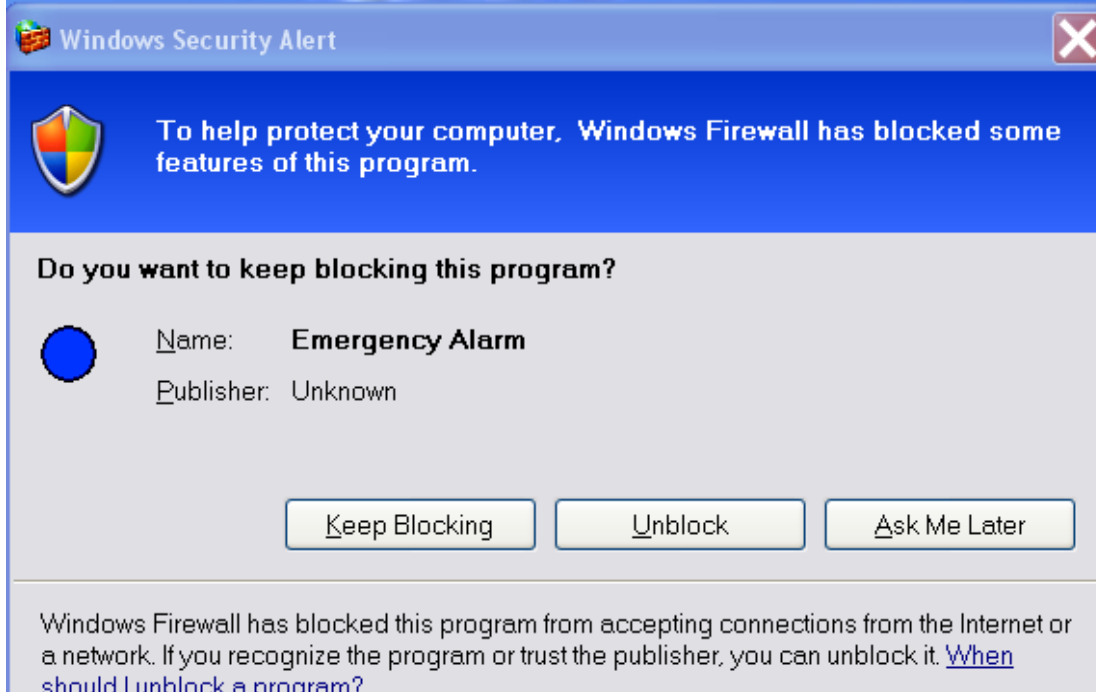 Windows Security Alert
To help protect your computer, Windows Firewall has blocked some
features of this program.
Do you want to keep blocking this program?
Name: Emergency Alarm
Publisher: Unknown
Keep Blocking Unblock Ask Me Later
Windows Firewall has blocked this program from accepting connections from the Internet or
a network. If you recognize the program or trust the publisher, you can unblock it. When
should I unblock a program?